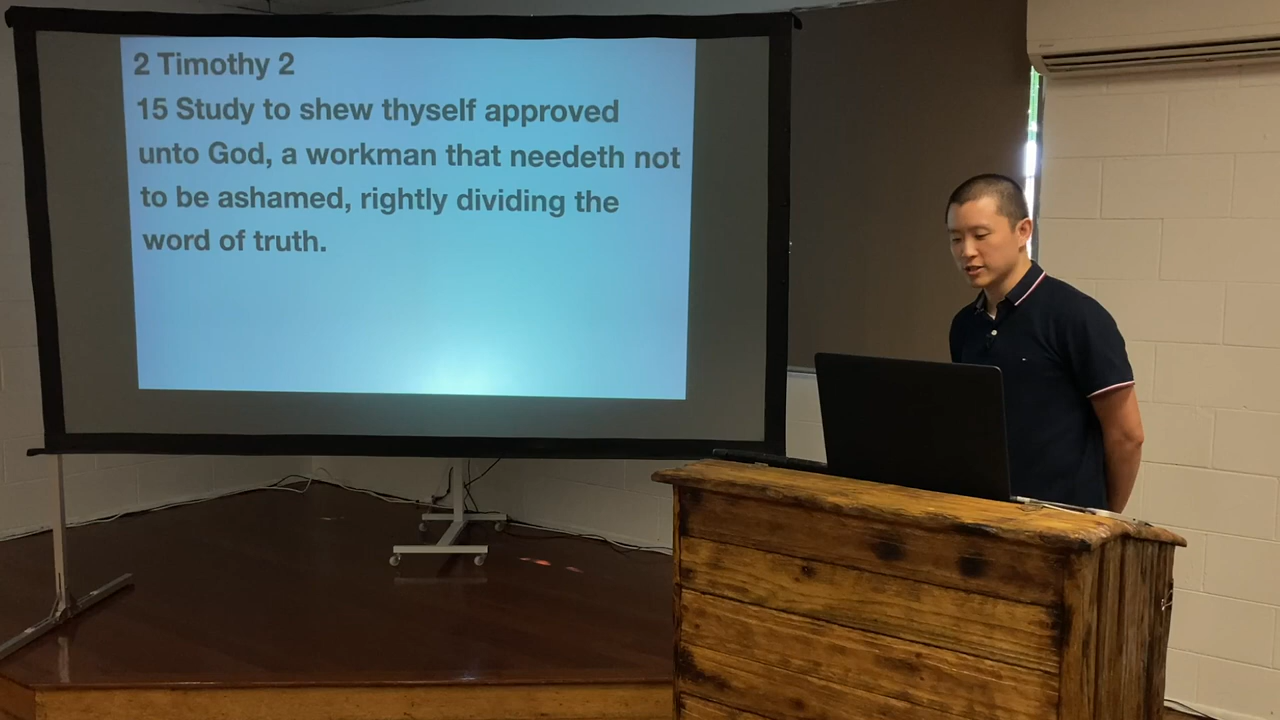 2 Timothy 2
15 Study to shew thyself approved
unto God, a workman that needeth not
to be ashamed, rightly dividing the
word of truth.